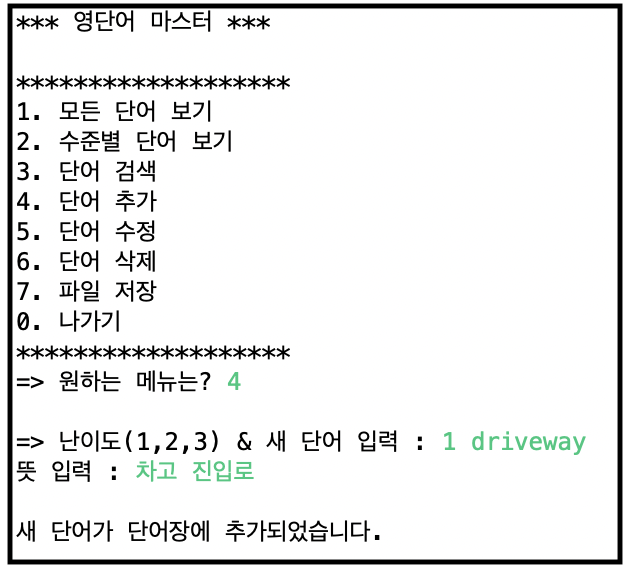 *** 영단어 마스터 ***
*******************
1. 모든 단어 보기
2. 수준별 단어 보기
3. 단어 검색
4. 단어 추가
5. 단어 수정
6. 단어 삭제
7. 파일 저장
0. 나가기
*******************
=> 원하는 메뉴는? 4
=> 난이도(1,2,3) & 새 단어 입력 : 1 driveway
뜻 입력 : 차고 진입로
새 단어가 단어장에 추가되었습니다.